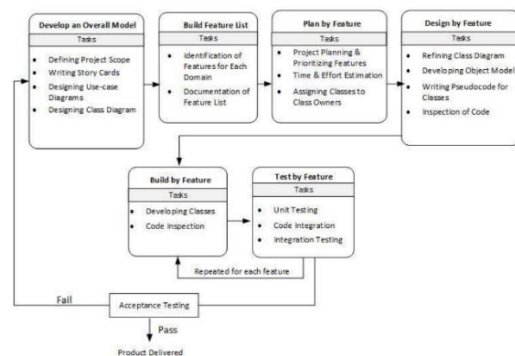 Develop an Overall Model
Tasks
Defining Project Scope
Writing Story Cards
Designing Use-case
Diagrams
Designing Class Diagram
Build Feature List
Tasks
Identification of
Features for Each
Domain
Documentation of
Feature List
Plan by Feature
Tasks
Project Planning &
Prioritizing Features
Time & Effort Estimation
Assigning Classes to
Class Owners
Design by Feature
Tasks
Refining Class Diagram
Developing Object Model
Writing Pseudocode for
Classes
Inspection of Code
Build by Feature
Tasks
Developing Classes
Code Inspection
Test by Feature
Tasks
Unit Testing
Code Integration
Integration Testing
Repeated for each feature
Fail
Acceptance Testing
Pass
Product Delivered